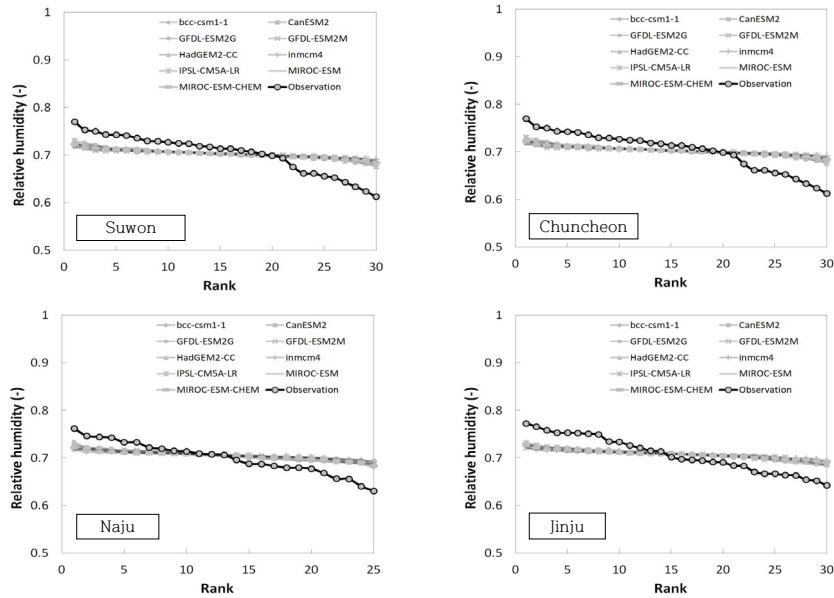 Relative humidity (-)
1
0.9
0.8
0.7
0.6
0.5
bcc-csm1-1 CanESM2
GFDL-ESM2G GFDL-ESM2M
HadGEM2-CC inmcm4
IPSL-CM5A-LR MIROC-ESM
MIROC-ESM-CHEM Observation
Suwon
0 5 10 15 20 25 30
Rank
Relative humidity (-)
1
0.9
0.8
0.7
0.6
0.5
bcc-csm1-1 CanESM2
GFDL-ESM2G GFDL-ESM2M
HadGEM2-CC inmcm4
IPSL-CM5A-LR MIROC-ESM
MIROC-ESM-CHEM Observation
Chuncheon
0 5 10 15 20 25 30
Rank
Relative humidity (-)
1
0.9
0.8
0.7
0.6
0.5
bcc-csm1-1 CanESM2
GFDL-ESM2G GFDL-ESM2M
HadGEM2-CC inmcm4
IPSL-CM5A-LR MIROC-ESM
MIROC-ESM-CHEM Observation
Naju
0 5 10 15 20 25
Rank
Relative humidity (-)
1
0.9
0.8
0.7
0.6
0.5
bcc-csm1-1 CanESM2
GFDL-ESM2G GFDL-ESM2M
HadGEM2-CC inmcm4
IPSL-CM5A-LR MIROC-ESM
MIROC-ESM-CHEM Observation
Jinju
0 5 10 15 20 25 30
Rank